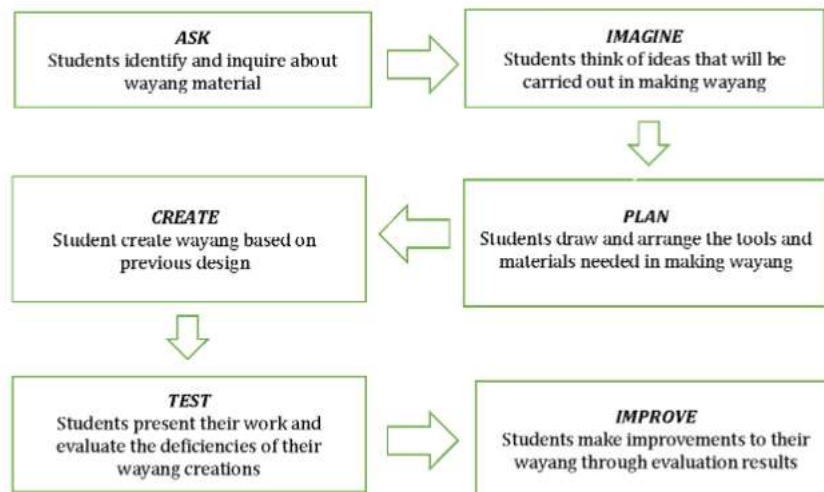 ASK
Students identify and inquire about
wayang material
IMAGINE
Students think of ideas that will be
carried out in making wayang
PLAN
Students draw and arrange the tools and
materials needed in making wayang
CREATE
Student create wayang based on
previous design
TEST
Students present their work and
evaluate the deficiencies of their
wayang creations
IMPROVE
Students make improvements to their
wayang through evaluation results